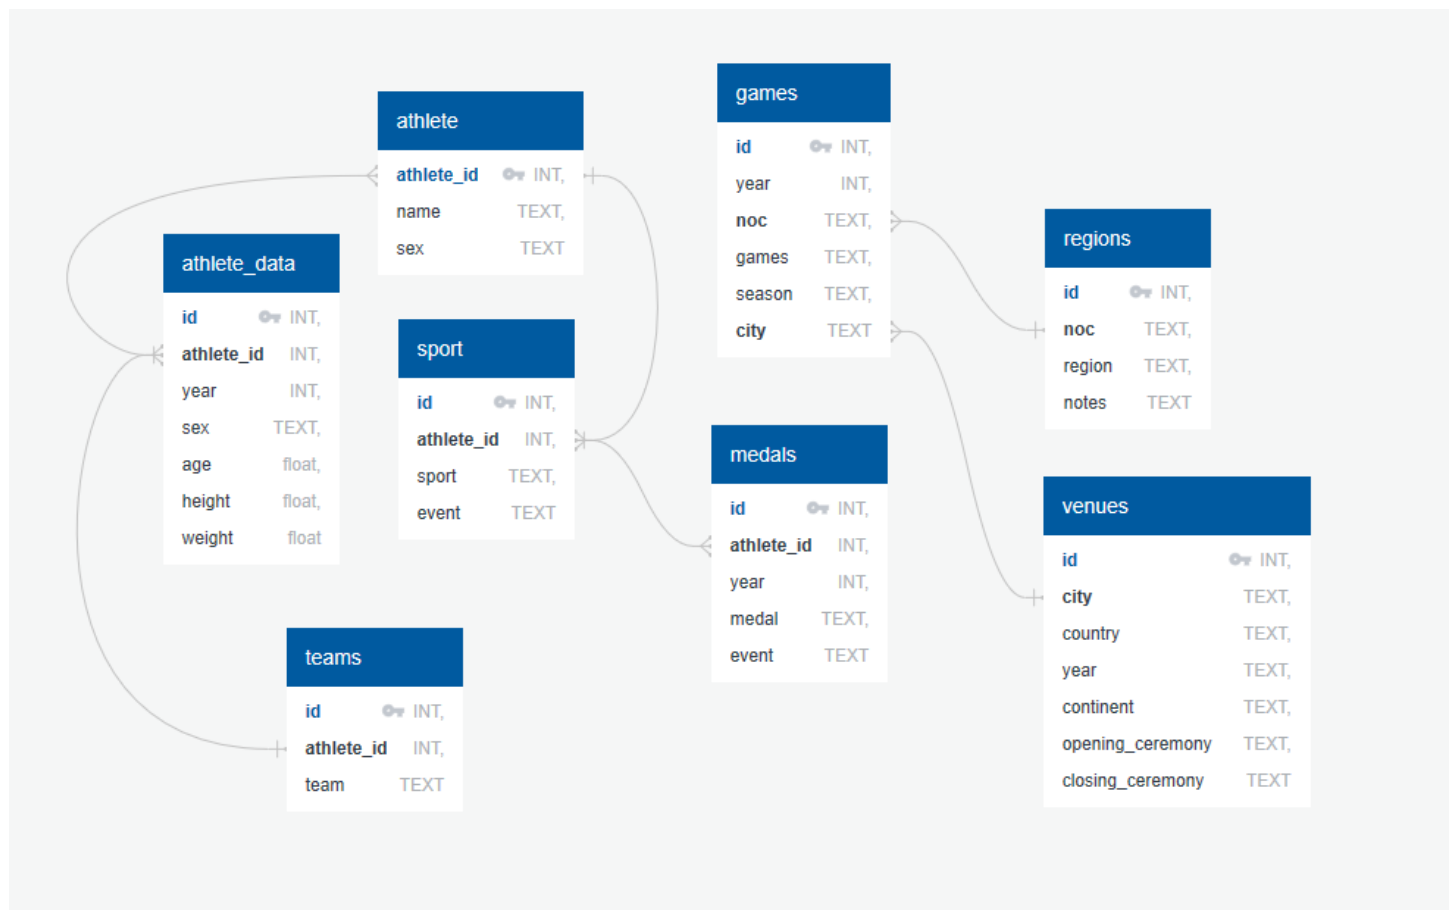 athlete
athlete_id INT,
name TEXT,
sex TEXT
athlete_data
id INT,
athlete_id INT,
year INT,
sex TEXT,
age float,
height float,
weight float
sport
id INT,
athlete_id INT,
sport TEXT,
event TEXT
teams
id INT,
athlete_id INT,
team TEXT
games
id INT,
year INT,
noc TEXT,
games TEXT,
season TEXT,
city TEXT
medals
id INT,
athlete_id INT,
year INT,
medal TEXT,
event TEXT
regions
id INT,
noc TEXT,
region TEXT,
notes TEXT
venues
id INT,
city TEXT,
country TEXT,
year TEXT,
continent TEXT,
opening_ceremony TEXT,
closing_ceremony TEXT